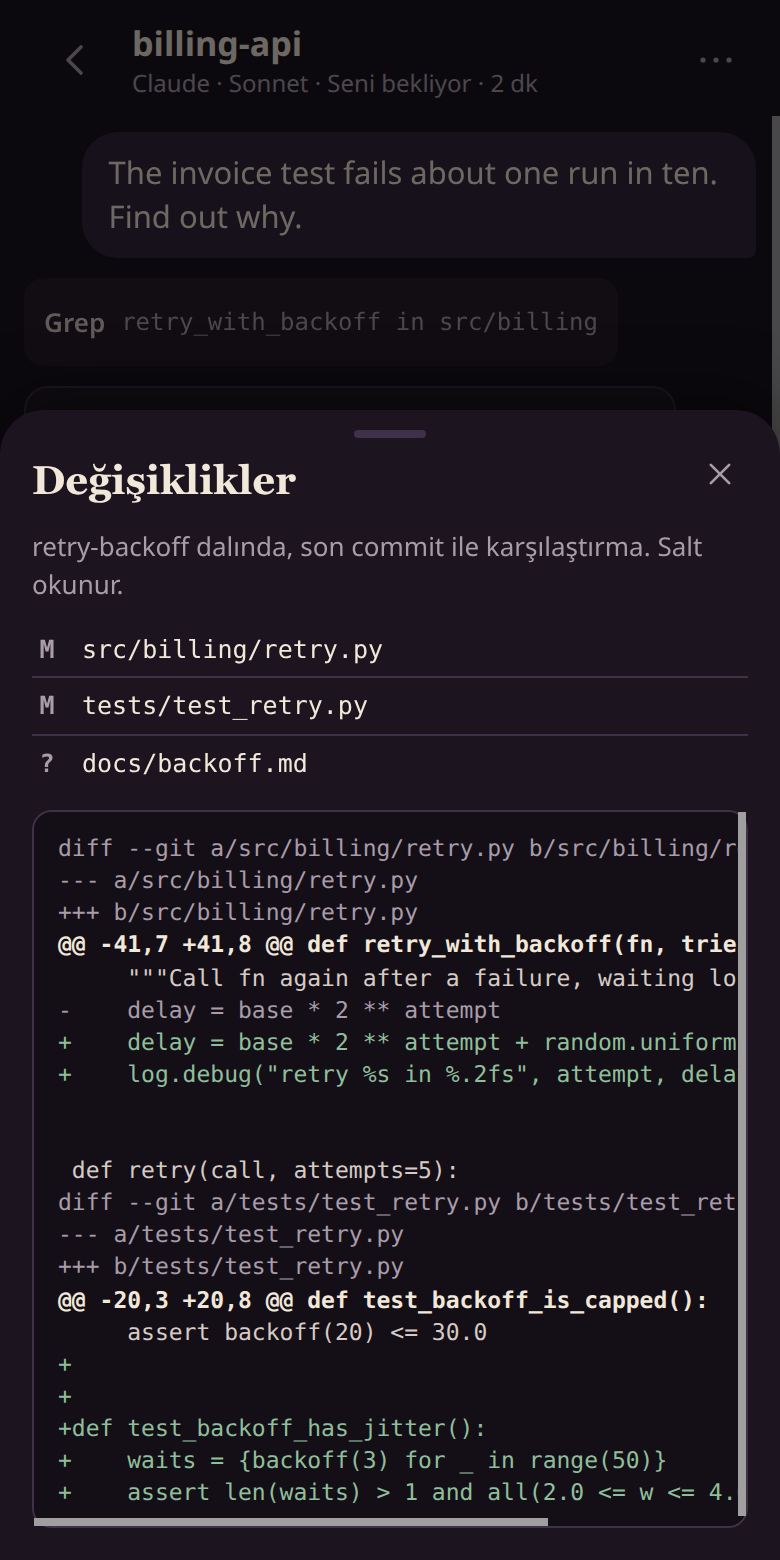 billing-api
Claude · Sonnet · Seni bekliyor · 2 dk
The invoice test fails about one run in ten.
Find out why.
Grep retry_with_backoff in src/billing
Değişiklikler
retry-backoff dalında, son commit ile karşılaştırma. Salt
okunur.
M src/billing/retry.py
M tests/test_retry.py
? docs/backoff.md
diff --git a/src/billing/retry.py b/src/billing/r
--- a/src/billing/retry.py
+++ b/src/billing/retry.py
@@ -41,7 +41,8 @@ def retry_with_backoff(fn, trie
     """Call fn again after a failure, waiting lo
-    delay = base * 2 ** attempt
+    delay = base * 2 ** attempt + random.uniform
+    log.debug("retry %s in %.2fs", attempt, dela
 def retry(call, attempts=5):
diff --git a/tests/test_retry.py b/tests/test_ret
--- a/tests/test_retry.py
+++ b/tests/test_retry.py
@@ -20,3 +20,8 @@ def test_backoff_is_capped():
     assert backoff(20) <= 30.0
+
+
+def test_backoff_has_jitter():
+    waits = {backoff(3) for _ in range(50)}
+    assert len(waits) > 1 and all(2.0 <= w <= 4.